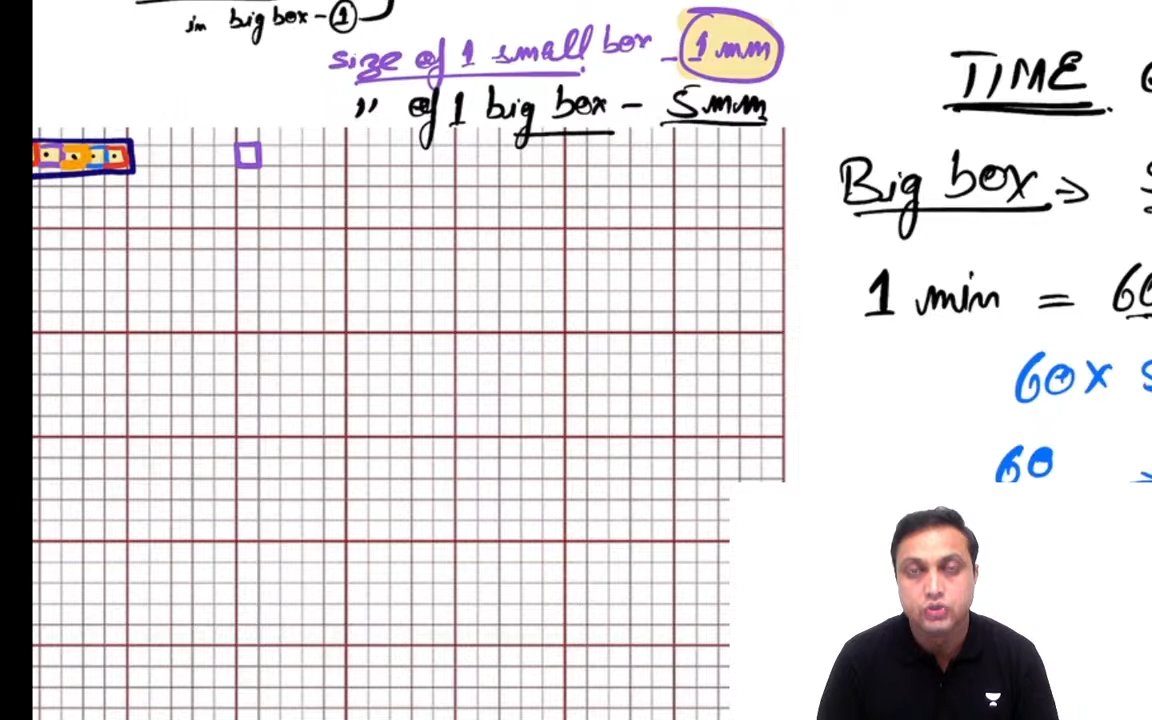 in big box - 1
size of 1 small box - 1 mm
" of 1 big box - 5 mm
TIME
Big box ⇒
1 min = 60
60 x
60